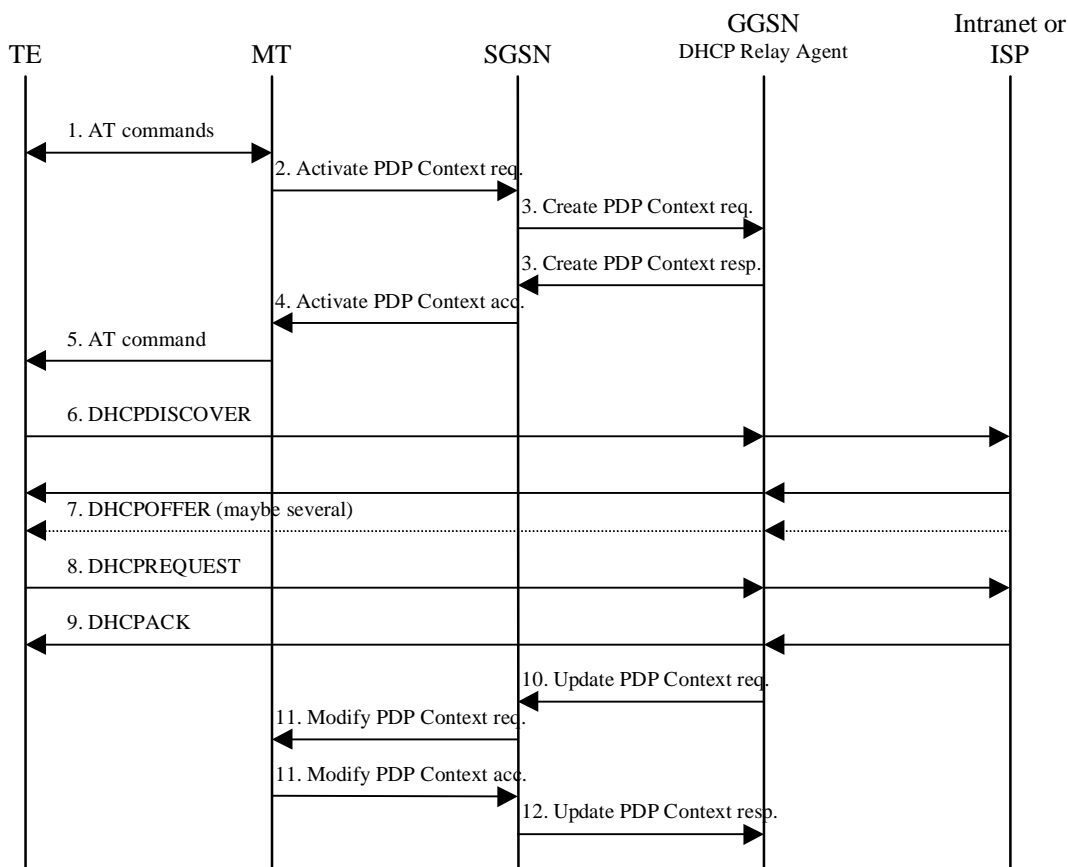 GGSN
Intranet or
TE
MT
SGSN
DHCP Relay Agent
ISP
1. AT commands
2. Activate PDP Context req.
3. Create PDP Context req.
3. Create PDP Context resp.
4. Activate PDP Context acc.
5. AT command
6. DHCPDISCOVER
7. DHCPOFFER (maybe several)
8. DHCPREQUEST
9. DHCPACK
10. Update PDP Context req.
11. Modify PDP Context req.
11. Modify PDP Context acc.
12. Update PDP Context resp.